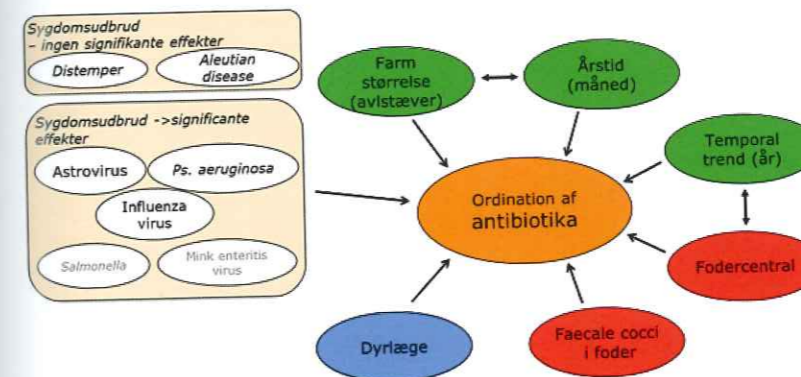 Sygdomsudbrud
– ingen signifikante effekter
Distemper
Aleutian
disease
Sygdomsudbrud ->significante
effekter
Astrovirus
Ps. aeruginosa
Influenza
virus
Salmonella
Mink enteritis
virus
Farm
størrelse
(avlstæver)
Årstid
(måned)
Temporal
trend (år)
Ordination af
antibiotika
Fodercentral
Dyrlæge
Faecale cocci
i foder